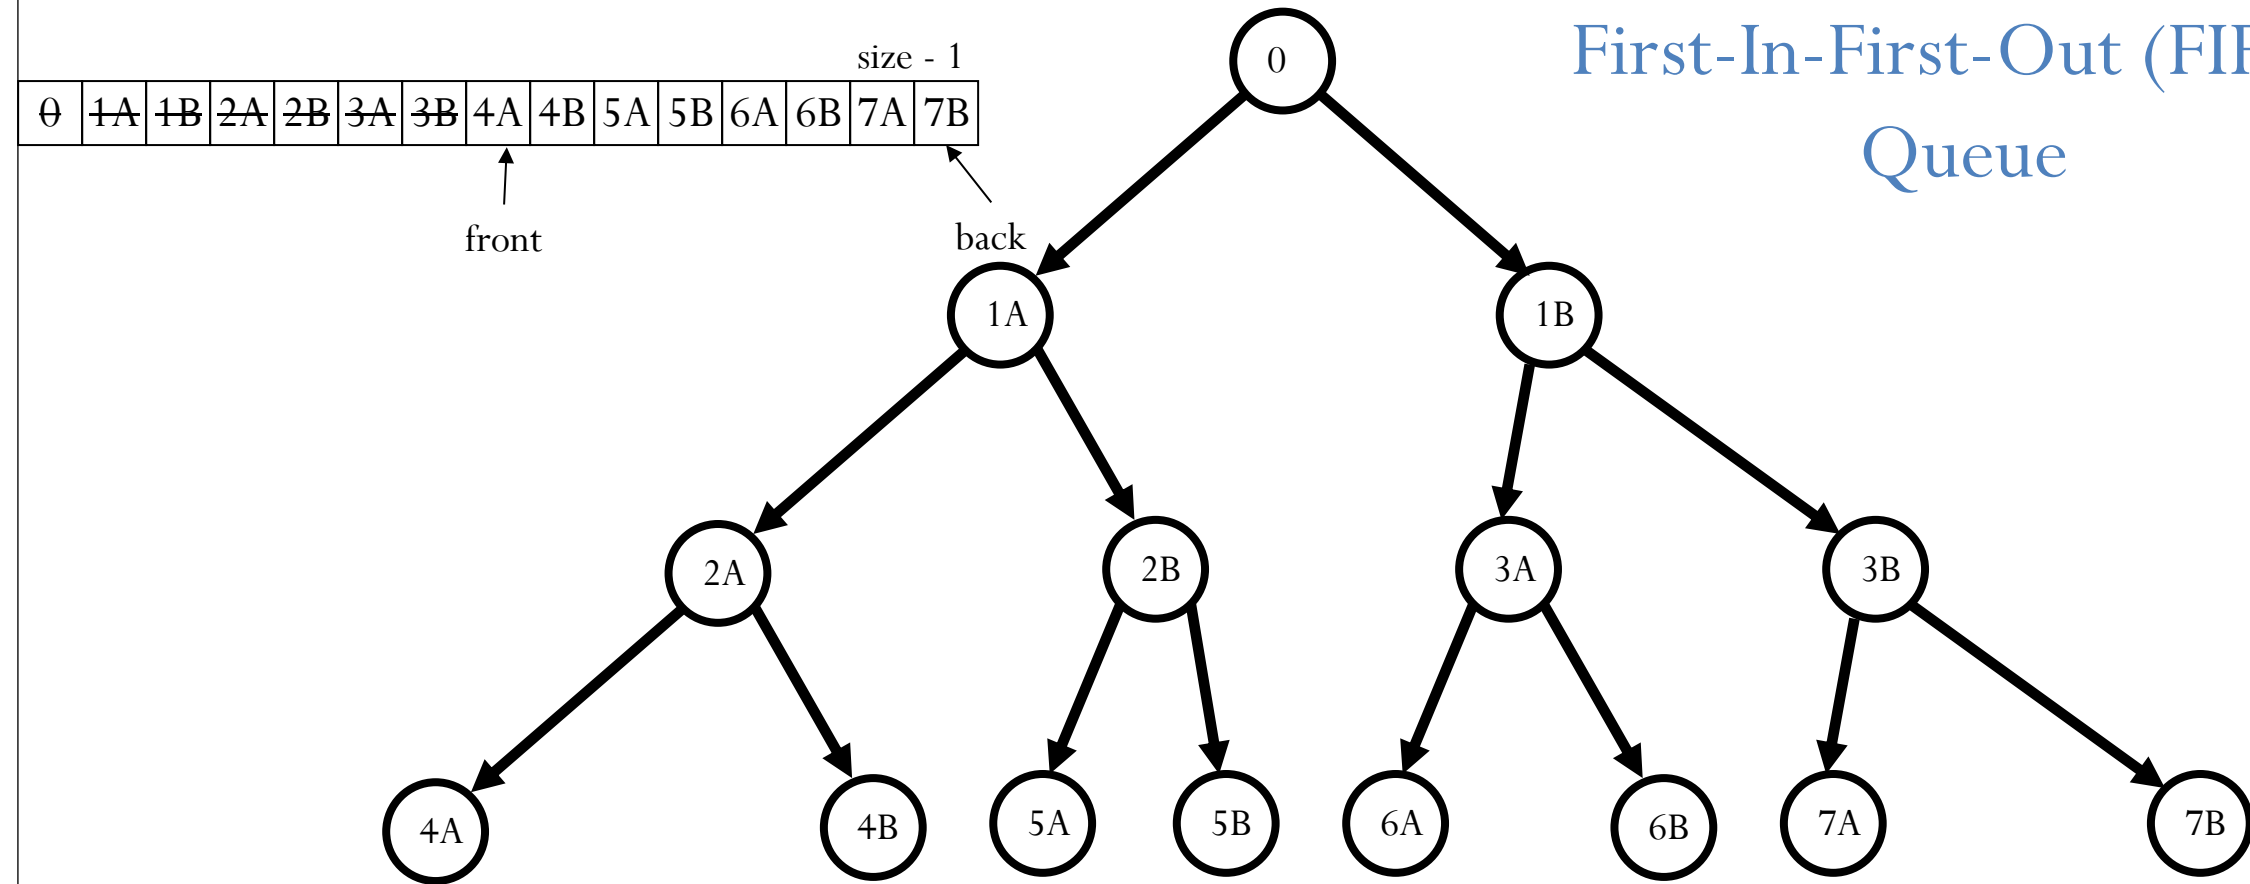 First-In-First-Out (FI
Queue
size - 1
0 1A 1B 2A 2B 3A 3B 4A 4B 5A 5B 6A 6B 7A 7B
front
back
0
1A 1B
2A 2B 3A 3B
4A 4B 5A 5B 6A 6B 7A 7B